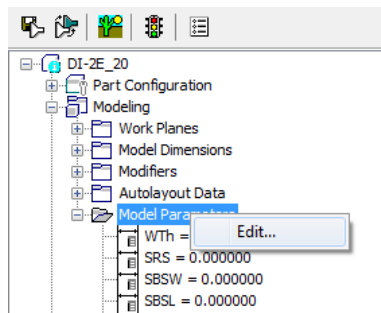 DI-2E_20
Part Configuration
Modeling
Work Planes
Model Dimensions
Modifiers
Autolayout Data
Model Parameters
Edit...
WTh =
SRS = 0.000000
SBSW = 0.000000
SBSL = 0.000000